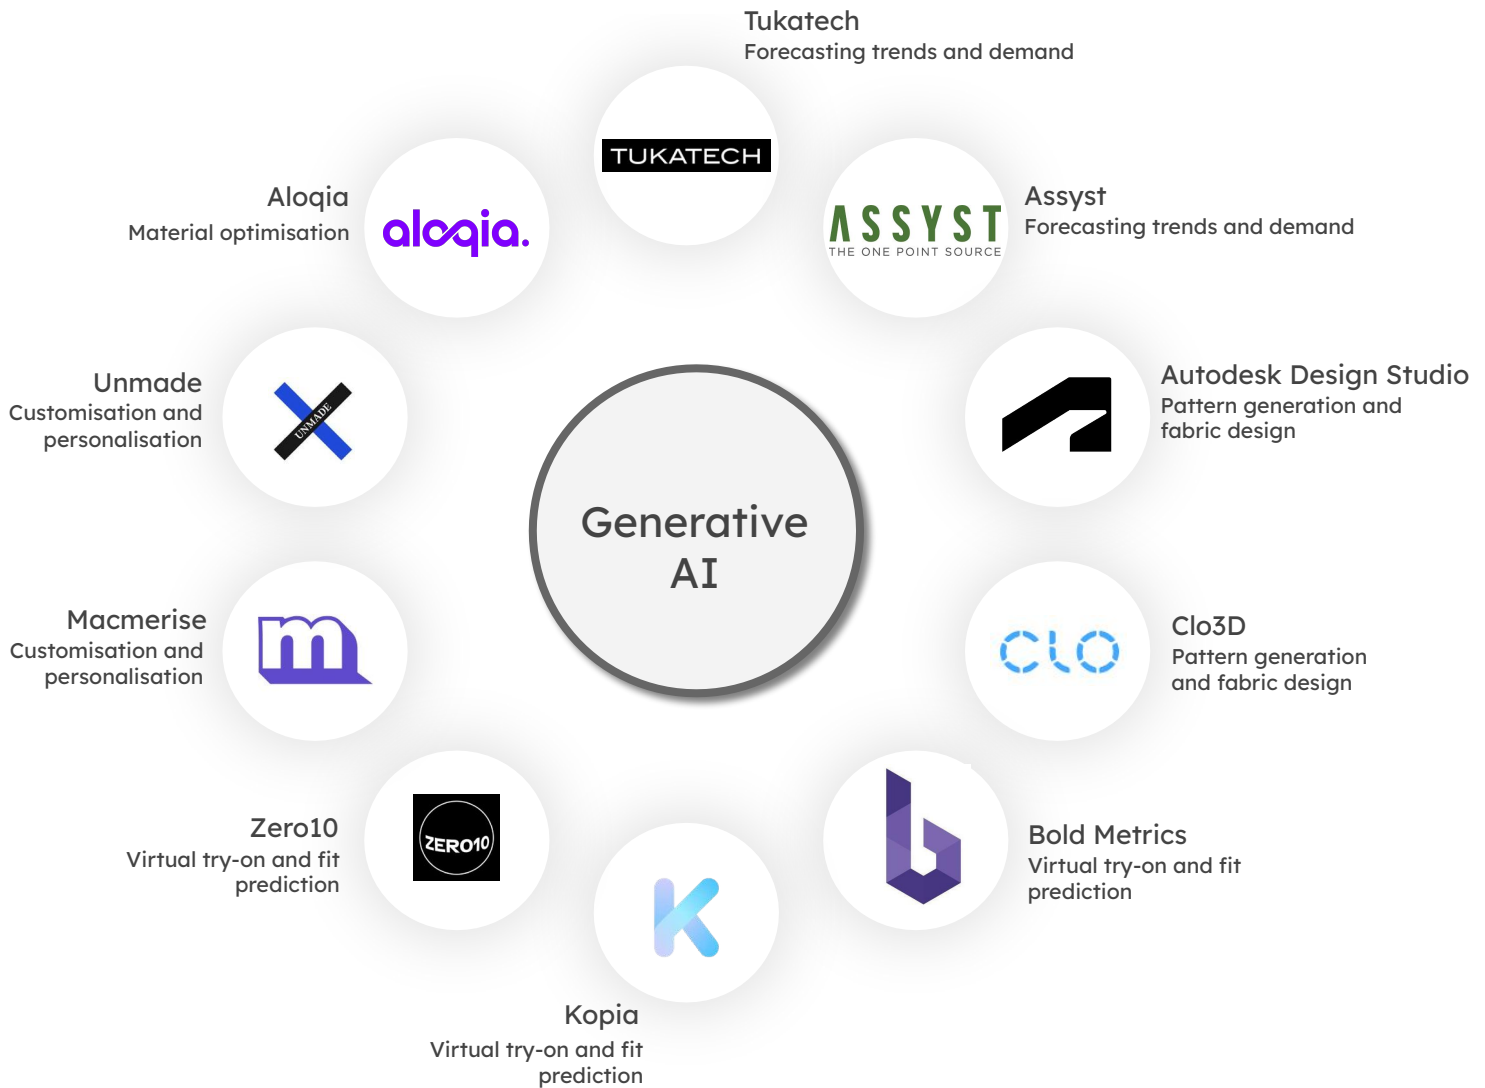 Tukatech
Forecasting trends and demand
TUKATECH
Aloqia
Material optimisation
aloqia.
ASSYST
THE ONE POINT SOURCE
Assyst
Forecasting trends and demand
Unmade
Customisation and
personalisation
UNMADE
Autodesk Design Studio
Pattern generation and
fabric design
Generative
AI
Macmerise
Customisation and
personalisation
m
CLO
Clo3D
Pattern generation
and fabric design
Zero10
Virtual try-on and fit
prediction
ZERO10
b
Bold Metrics
Virtual try-on and fit
prediction
K
Kopia
Virtual try-on and fit
prediction